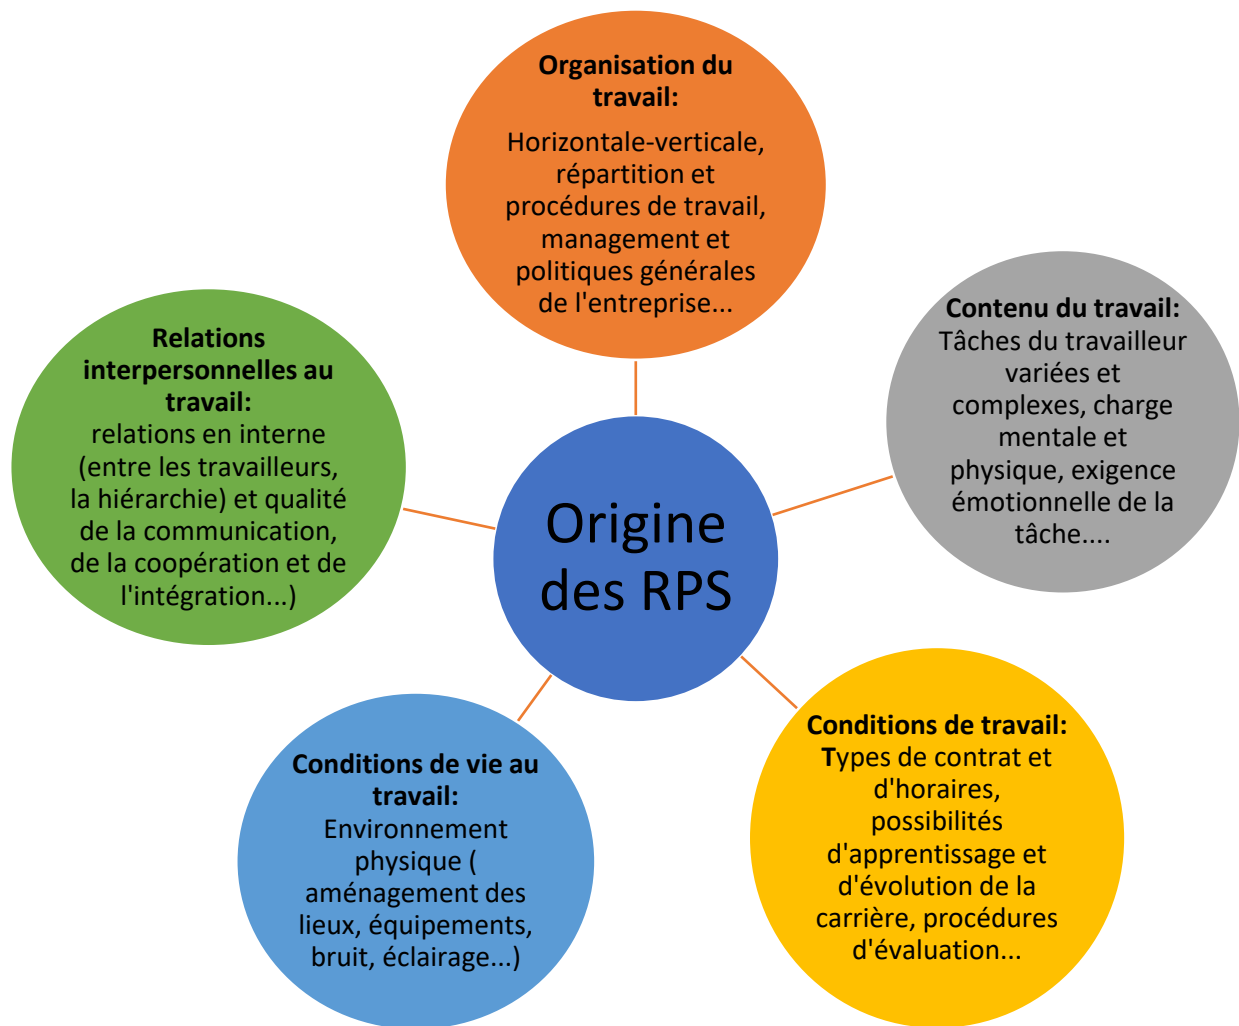 Organisation du
travail:
Horizontale-verticale,
répartition et
procédures de travail,
management et
politiques générales
de l'entreprise...
Contenu du travail:
Tâches du travailleur
variées et
complexes, charge
mentale et
physique, exigence
émotionnelle de la
tâche....
Conditions de travail:
Types de contrat et
d'horaires,
possibilités
d'apprentissage et
d'évolution de la
carrière, procédures
d'évaluation...
Conditions de vie au
travail:
Environnement
physique (
aménagement des
lieux, équipements,
bruit, éclairage...)
Relations
interpersonnelles au
travail:
relations en interne
(entre les travailleurs,
la hiérarchie) et qualité
de la communication,
de la coopération et de
l'intégration...)
Origine
des RPS